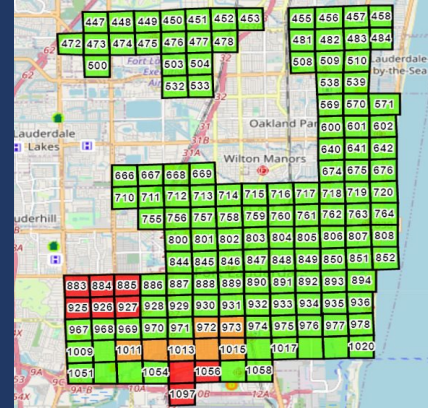 447 448 449 450 451 452 453 455 456 457 458
472 473 474 475 476 477 478 481 482 483 484
62
500 503 504 508 509 510 Lauderdale
by-the-Sea
532 533 538 539
569 570 571
Oakland Par 600 601 602
Lauderdale
Lakes
640 641 642
Wilton Manors
666 667 668 669 674 675 676
710 711 712 713 714 715 716 717 718 719 720
uderhill 755 756 757 758 759 760 761 762 763 764
800 801 802 803 804 805 806 807 808
844 845 846 847 848 849 850 851 852
883 884 885 886 887 888 889 890 891 892 893 894
925 926 927 928 929 930 931 932 933 934 935 936
967 968 969 970 971 972 973 974 975 976 977 978
1009 1011 1013 1015 1017 1020
1051 1054 1056 1058
1097